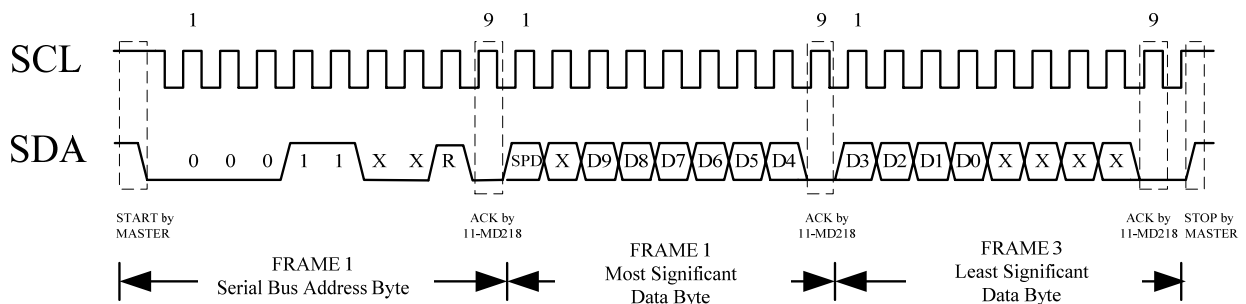 1 9 1 9 1 9
SCL
SDA
0 0 0 1 1 X X R SPD X D9 D8 D7 D6 D5 D4 D3 D2 D1 D0 X X X X
START by
MASTER
ACK by
11-MD218
ACK by
11-MD218
ACK by
11-MD218
STOP by
MASTER
FRAME 1
Serial Bus Address Byte
FRAME 1
Most Significant
Data Byte
FRAME 3
Least Significant
Data Byte